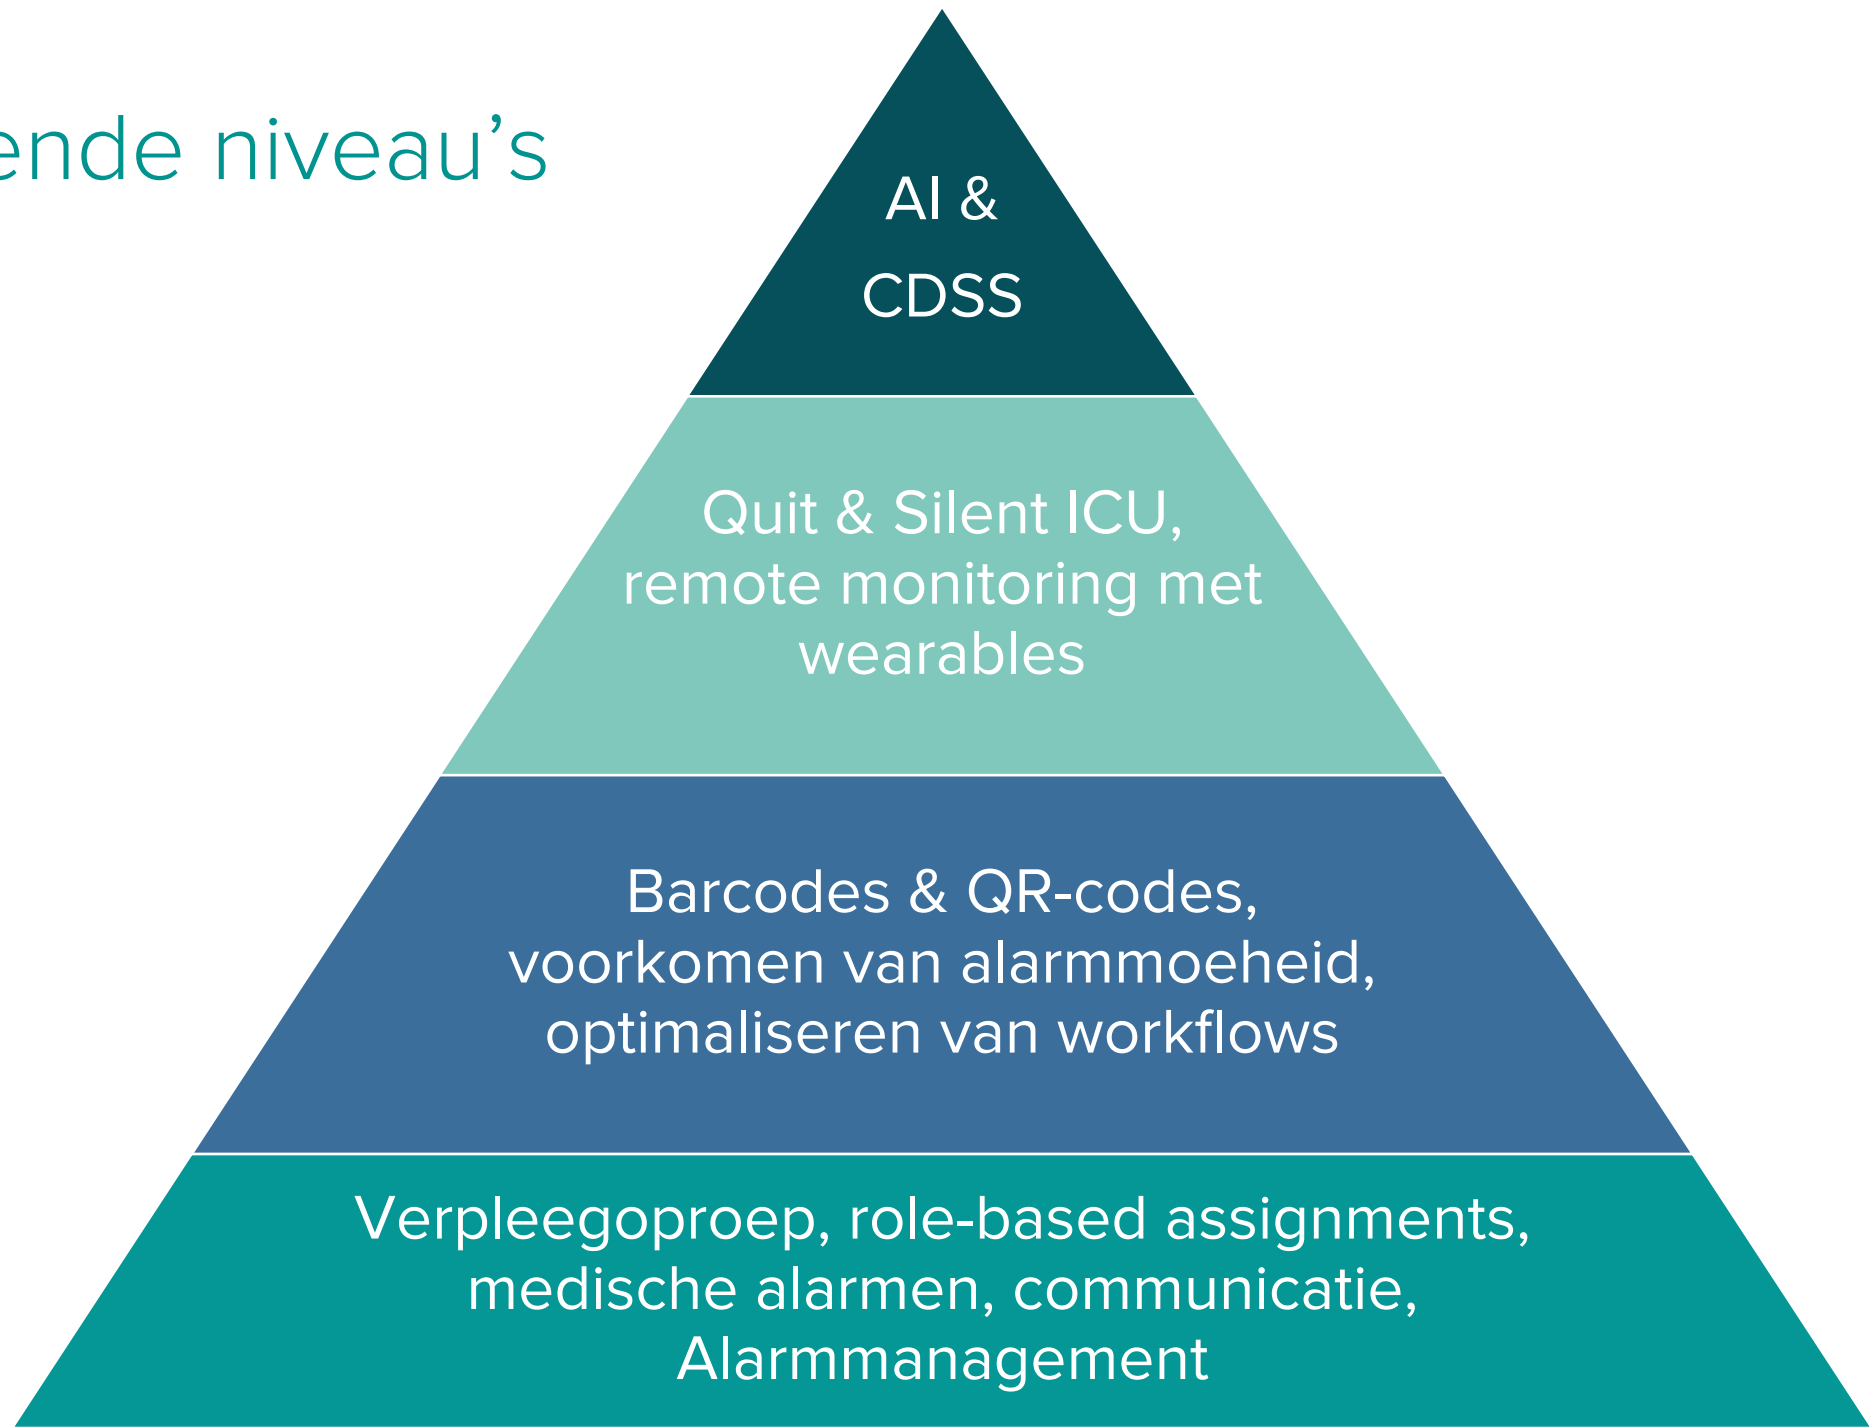 ende niveau’s
AI &
CDSS
Quit & Silent ICU,
remote monitoring met
wearables
Barcodes & QR-codes,
voorkomen van alarmmoeheid,
optimaliseren van workflows
Verpleegoproep, role-based assignments,
medische alarmen, communicatie,
Alarmmanagement